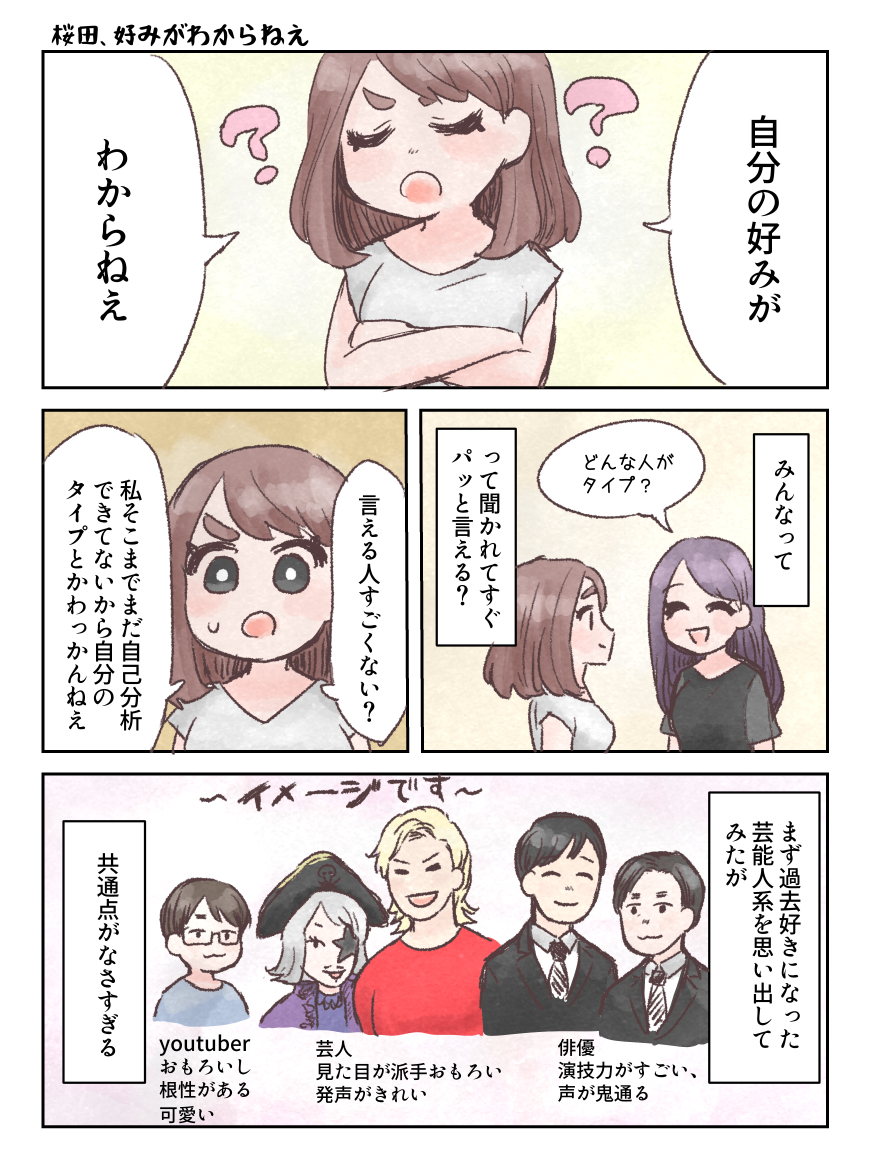 桜田、好みがわからねえ
自分の好みが
わからねえ
みんなって
どんな人が
タイプ?
って聞かれてすぐ
パッと言える?
言える人すごくない?
私そこまでまだ自己分析
できてないから自分の
タイプとかわっかんねえ
まず過去好きになった
芸能人系を思い出して
みたが
〜イメージです〜
俳優
演技力がすごい、
声が鬼通る
芸人
見た目が派手おもろい
発声がきれい
youtuber
おもろいし
根性がある
可愛い
共通点がなさすぎる